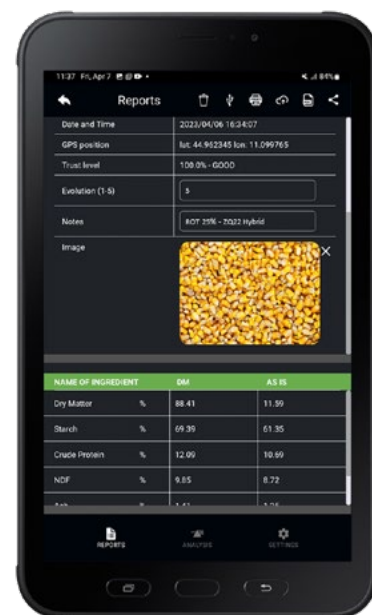 11:37 Fri, Apr 7
84%
Reports
Date and Time 2023/04/06 16:34:07
GPS position lat: 44.962345 lon: 11.099765
Trust level 100.0% - GOOD
Evolution (1-5) 5
Notes BOT 25% - ZQ22 Hybrid
Image
NAME OF INGREDIENT DM AS IS
Dry Matter % 88.41 11.59
Starch % 69.39 61.35
Crude Protein % 12.09 10.69
NDF % 9.85 8.72
REPORTS ANALYSIS SETTINGS